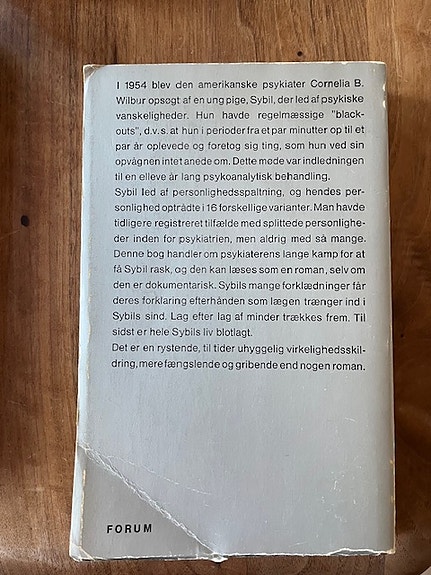 I 1954 blev den amerikanske psykiater Cornelia B.
Wilbur opsøgt af en ung pige, Sybil, der led af psykiske
vanskeligheder. Hun havde regelmæssige "black-
outs", d.v.s. at hun i perioder fra et par minutter op til et
par år oplevede og foretog sig ting, som hun ved sin
opvågnen intet anede om. Dette møde var indledningen
til en elleve år lang psykoanalytisk behandling.
Sybil led af personlighedsspaltning, og hendes per-
sonlighed optrådte i 16 forskellige varianter. Man havde
tidligere registreret tilfælde med splittede personlighe-
der inden for psykiatrien, men aldrig med så mange.
Denne bog handler om psykiaterens lange kamp for at
få Sybil rask, og den kan læses som en roman, selv om
den er dokumentarisk. Sybils mange forklædninger får
deres forklaring efterhånden som lægen trænger ind i
Sybils sind. Lag efter lag af minder trækkes frem. Til
sidst er hele Sybils liv blotlagt.
Det er en rystende, til tider uhyggelig virkelighedsskil-
dring, mere fængslende og gribende end nogen roman.
FORUM